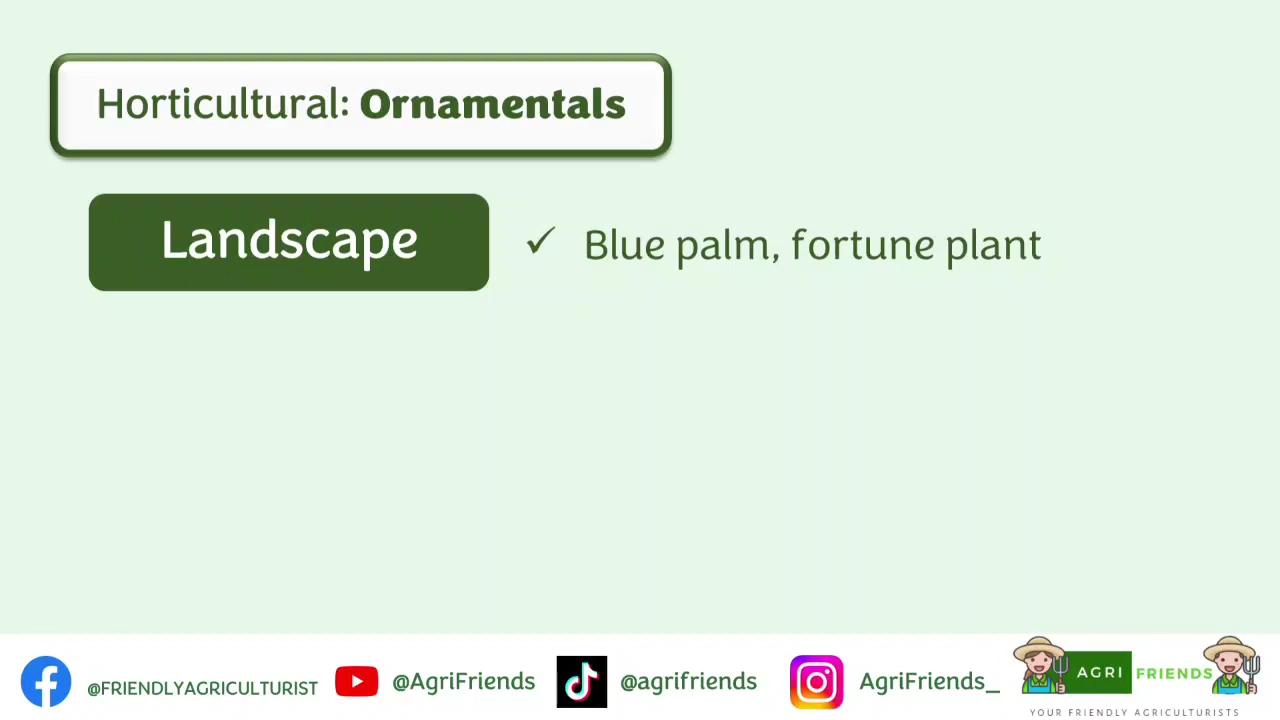 Horticultural: Ornamentals
Landscape
✓ Blue palm, fortune plant
@FRIENDLYAGRICULTURIST
@AgriFriends
@agrifriends
AgriFriends_
AGRI FRIENDS
YOUR FRIENDLY AGRICULTURISTS